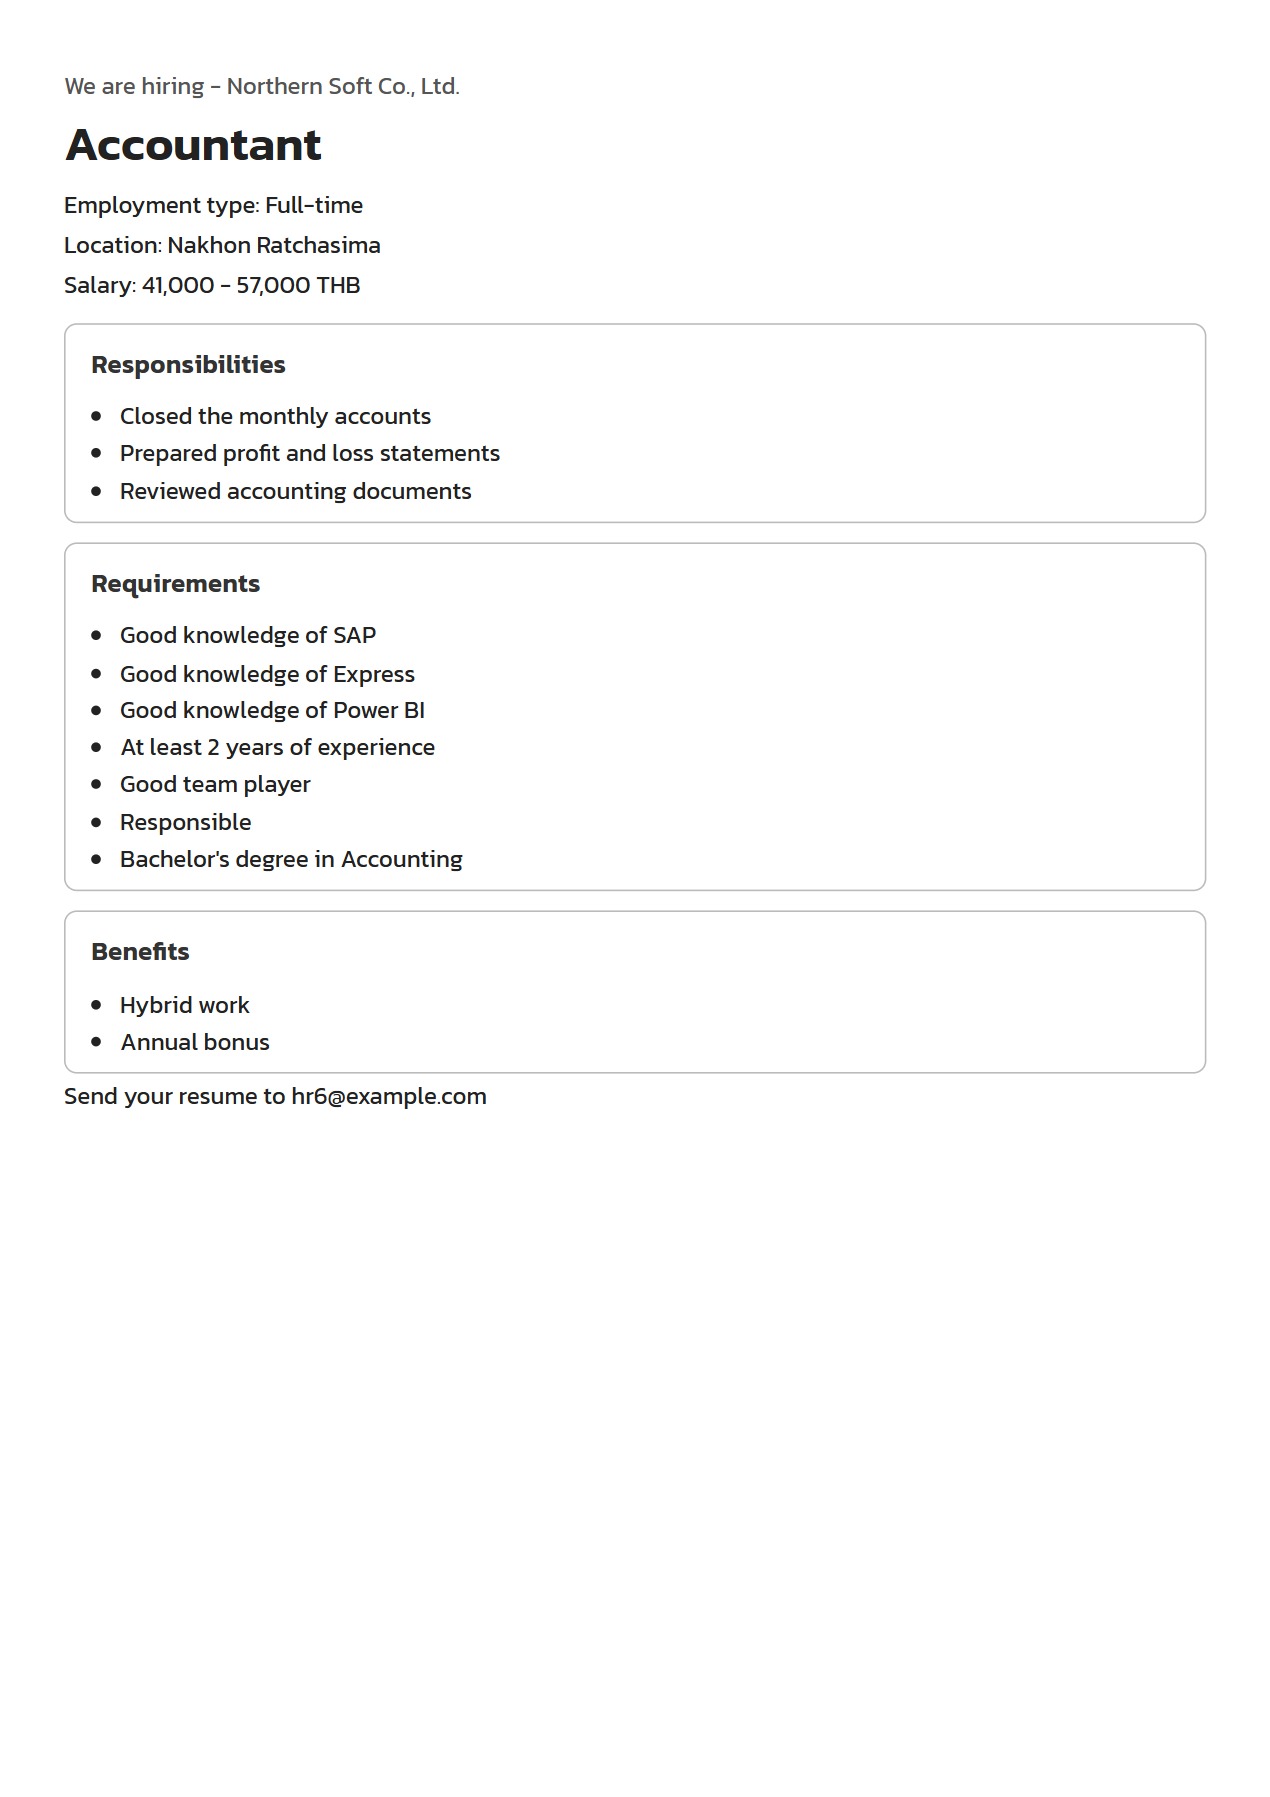 We are hiring - Northern Soft Co., Ltd.
Accountant
Employment type: Full-time
Location: Nakhon Ratchasima
Salary: 41,000 - 57,000 THB
Responsibilities
• Closed the monthly accounts
• Prepared profit and loss statements
• Reviewed accounting documents
Requirements
• Good knowledge of SAP
• Good knowledge of Express
• Good knowledge of Power BI
• At least 2 years of experience
• Good team player
• Responsible
• Bachelor's degree in Accounting
Benefits
• Hybrid work
• Annual bonus
Send your resume to hr6@example.com